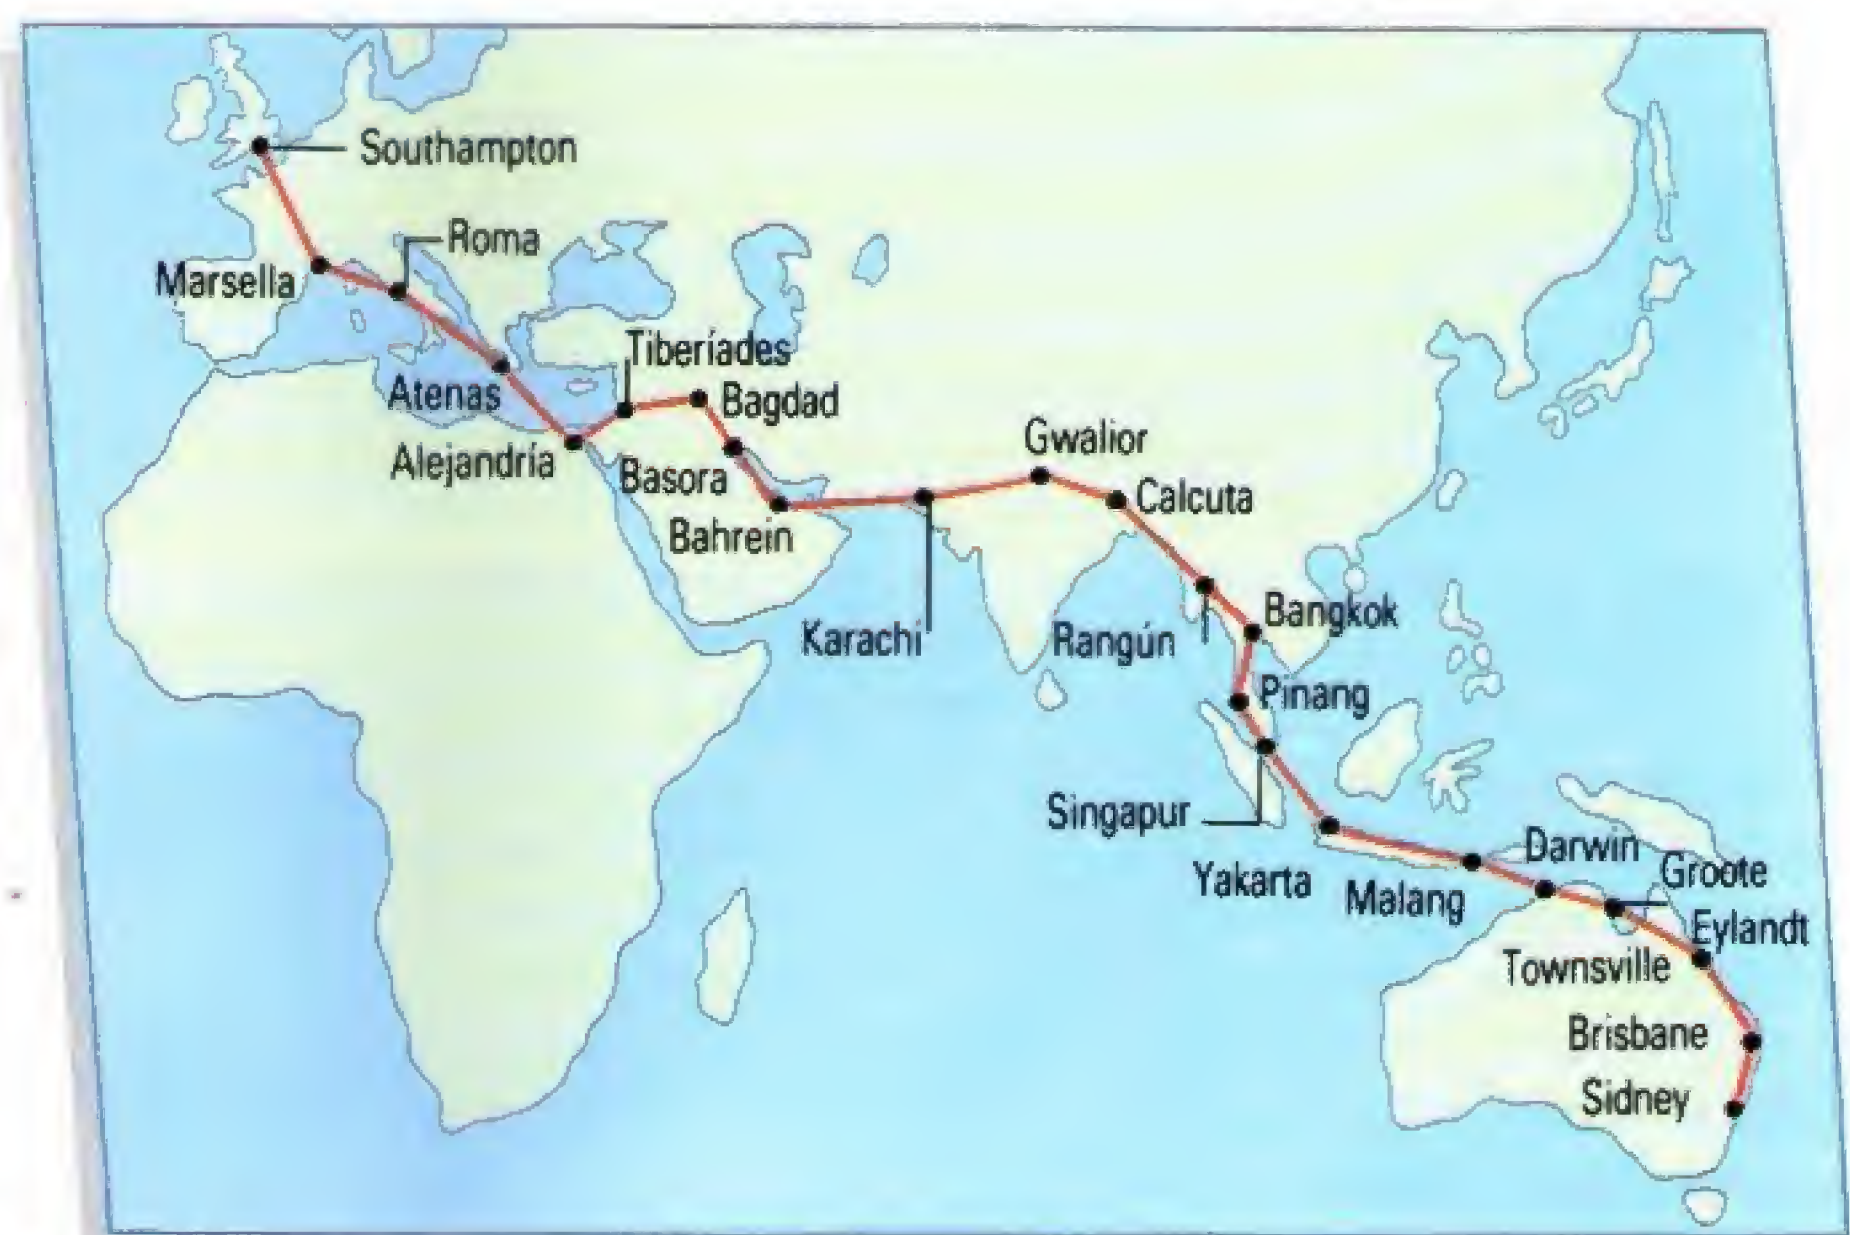 Southampton
Roma
Marsella
Tiberíades
Atenas
Bagdad
Alejandría
Basora
Bahrein
Gwalior
Calcuta
Karachi
Rangún
Bangkok
Pinang
Singapur
Yakarta
Malang
Darwin
Groote
Eylandt
Townsville
Brisbane
Sidney